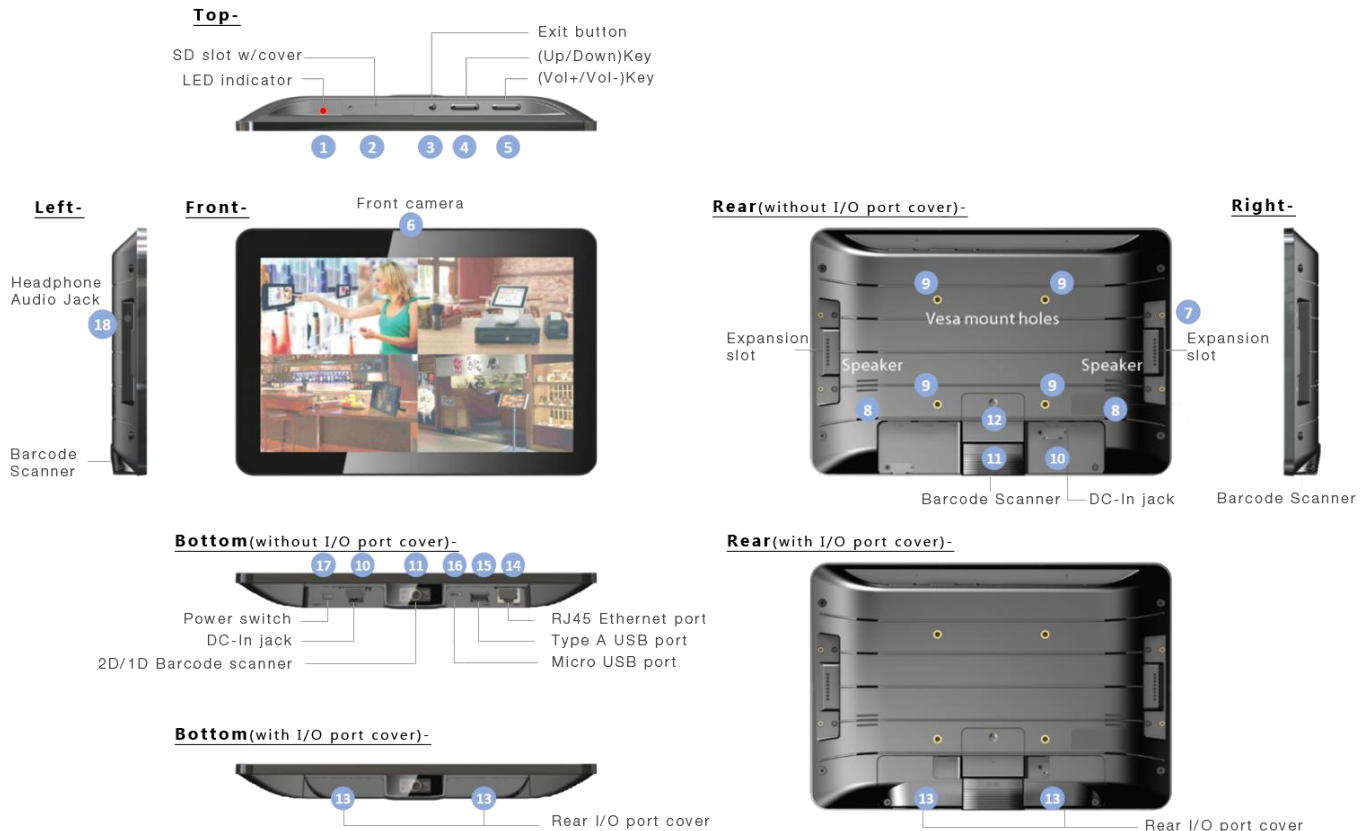 Top-
Exit button
SD slot w/cover
(Up/Down)Key
LED indicator
(Vol+/Vol-)Key
1 2 3 4 5
Left-
Front-
Front camera
6
Rear(without I/O port cover)-
Right-
Headphone
Audio Jack
18
Barcode
Scanner
9 9
Vesa mount holes
7
Expansion
slot
Expansion
slot
Speaker Speaker
9 9
8 8
12
11 10
Barcode Scanner
DC-In jack
Barcode Scanner
Bottom(without I/O port cover)-
17 10 11 16 15 14
Power switch
RJ45 Ethernet port
DC-In jack
Type A USB port
2D/1D Barcode scanner
Micro USB port
Rear(with I/O port cover)-
Bottom(with I/O port cover)-
13 13
Rear I/O port cover
13 13
Rear I/O port cover